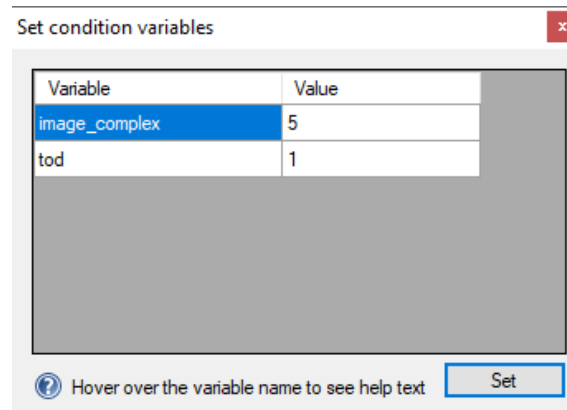 Set condition variables
x
Variable Value
image_complex 5
tod 1
Hover over the variable name to see help text Set